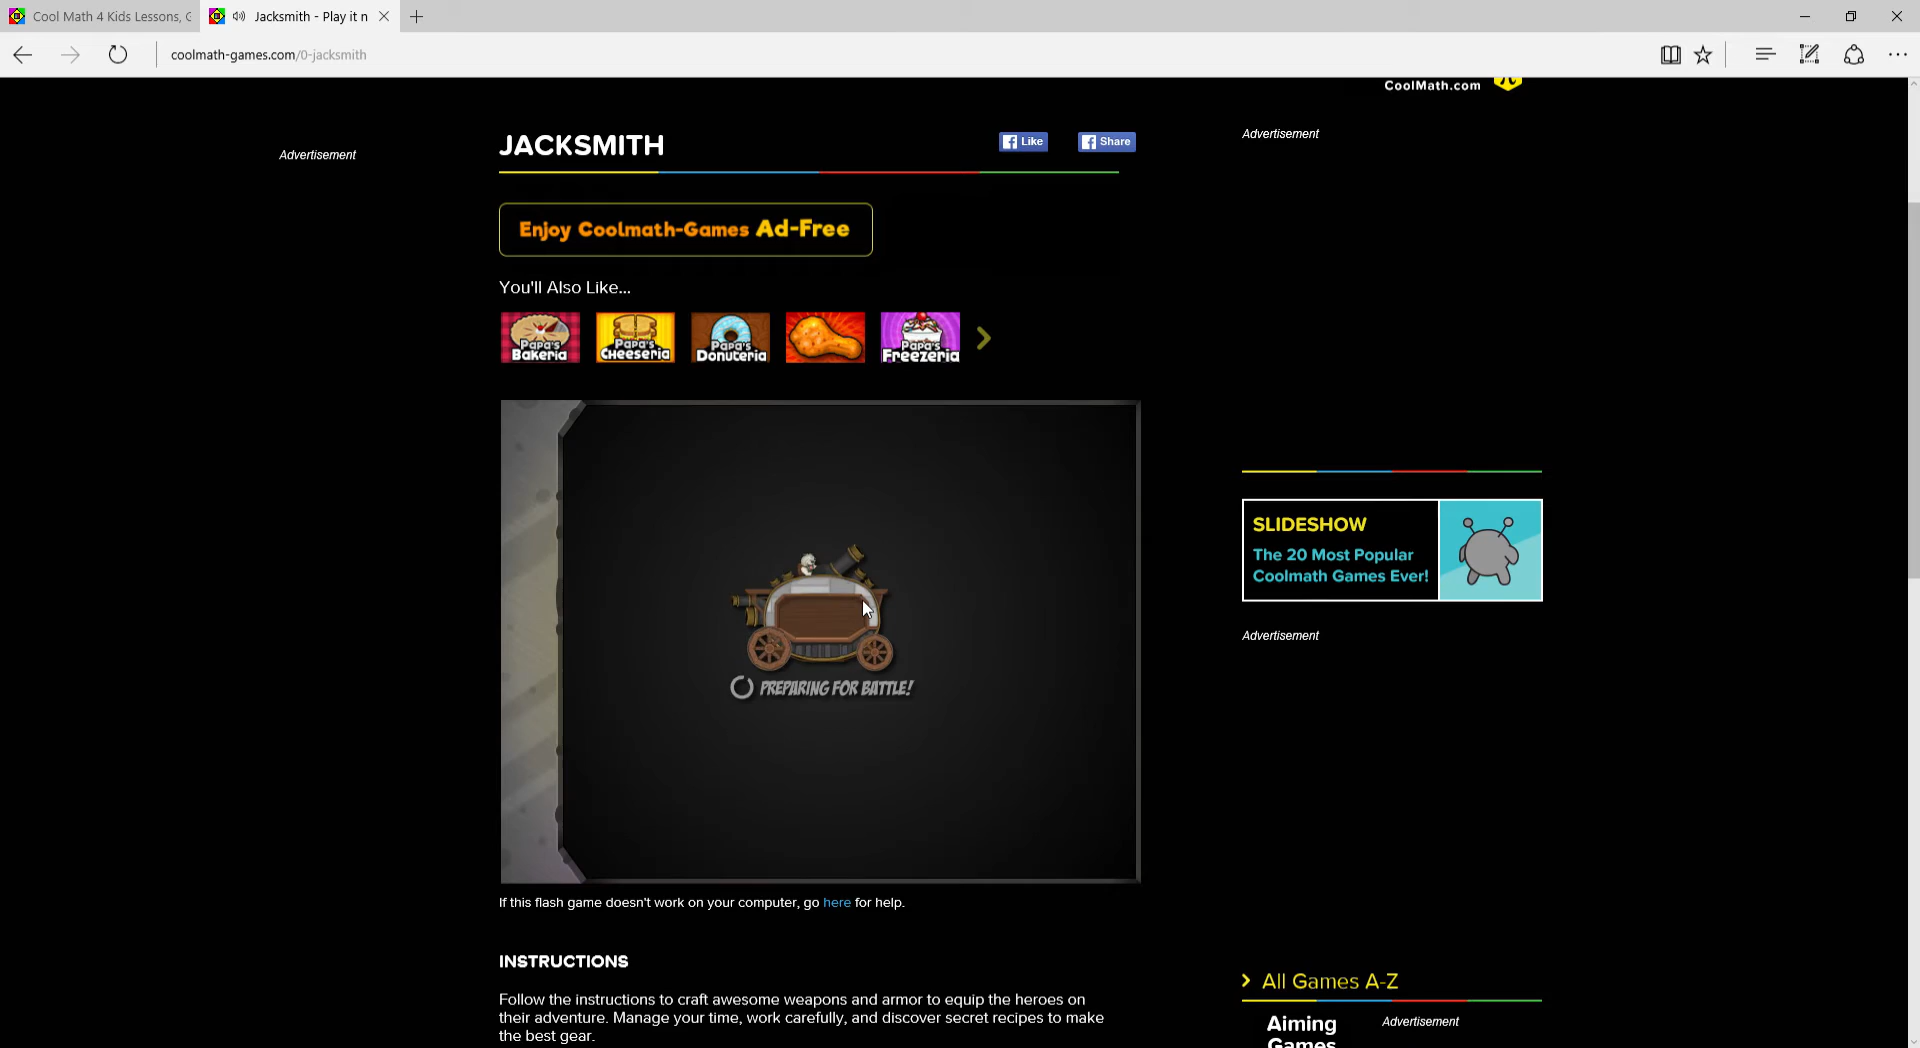 Cool Math 4 Kids Lessons, G
Jacksmith - Play it n
coolmath-games.com/0-jacksmith
CoolMath.com
Advertisement
JACKSMITH
Like
Share
Advertisement
Enjoy Coolmath-Games Ad-Free
You'll Also Like...
Papa's Bakeria
Papa's Cheeseria
Papa's Donuteria
Papa's Freezeria
PREPARING FOR BATTLE!
SLIDESHOW
The 20 Most Popular
Coolmath Games Ever!
Advertisement
If this flash game doesn't work on your computer, go here for help.
INSTRUCTIONS
Follow the instructions to craft awesome weapons and armor to equip the heroes on
their adventure. Manage your time, work carefully, and discover secret recipes to make
the best gear.
All Games A-Z
Aiming
Games
Advertisement